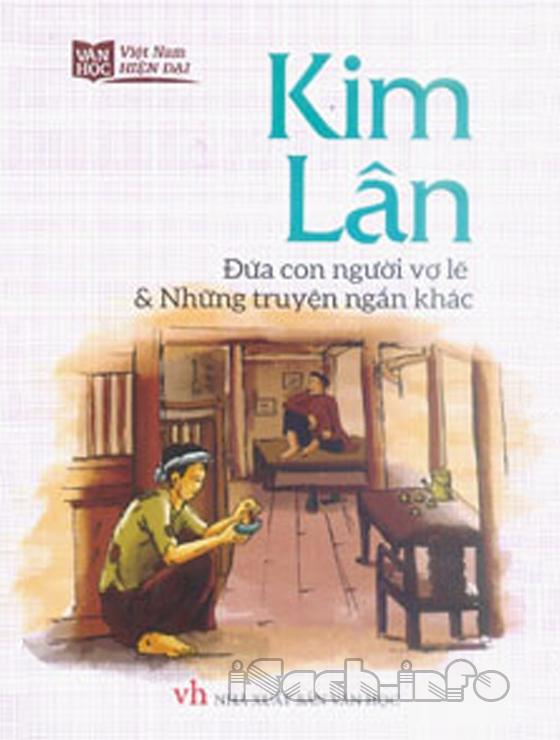 VĂN HỌC
Việt Nam
HIỆN ĐẠI
Kim
Lân
Đứa con người vợ lẽ
& Những truyện ngắn khác
iSach-info
vh NHÀ XUẤT BẢN VĂN HỌC